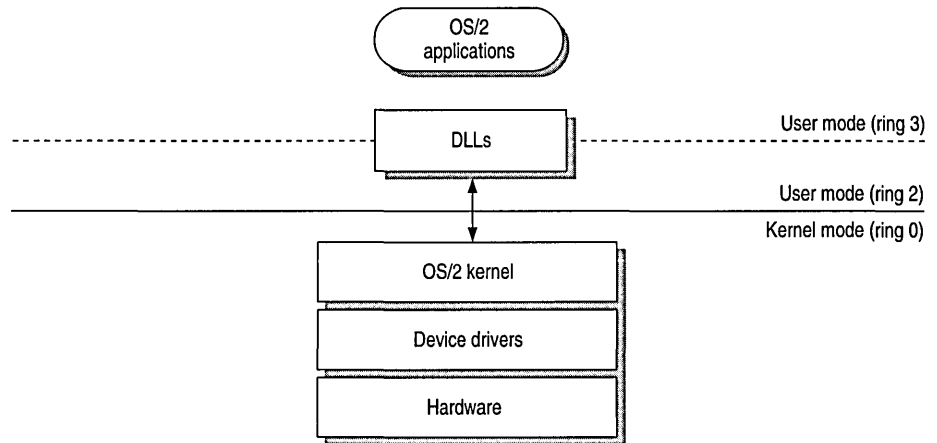 OS/2
applications
User mode (ring 3)
DLLs
User mode (ring 2)
Kernel mode (ring 0)
OS/2 kernel
Device drivers
Hardware